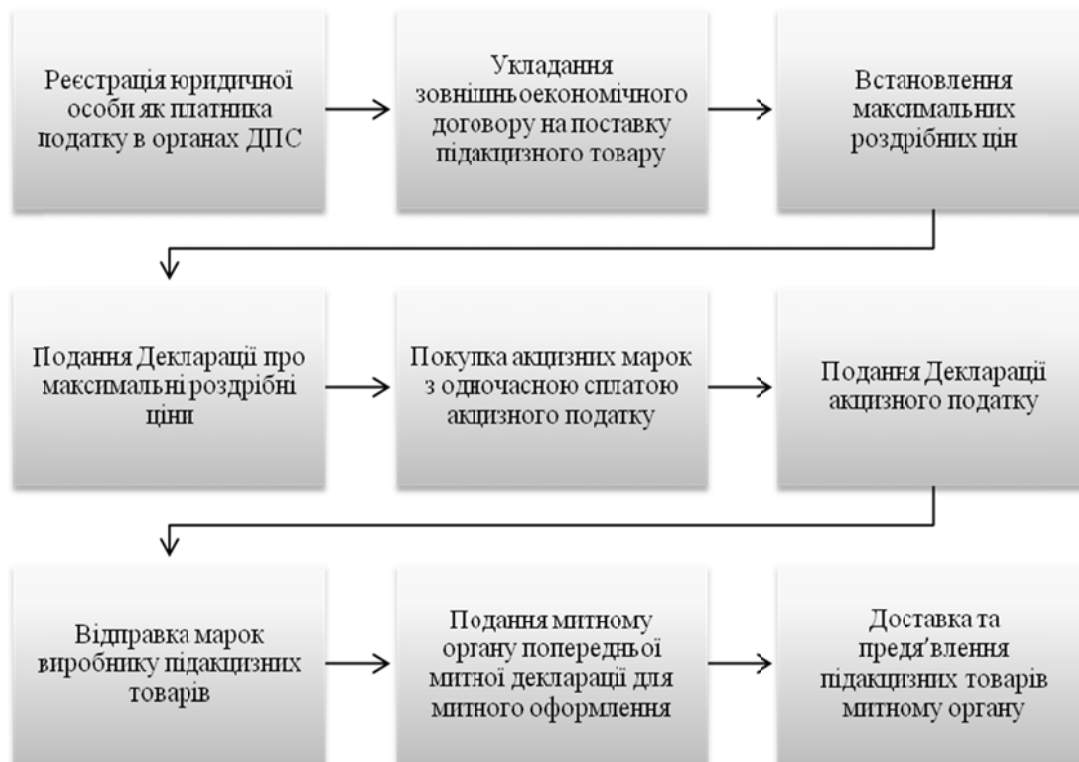 Реєстрація юридичної
особи як платника
податку в органах ДПС
Укладання
зовнішньоекономічного
договору на поставку
підакцизного товару
Встановлення
максимальних
роздрібних цін
Подання Декларації про
максимальні роздрібні
ціни
Покупка акцизних марок
з одночасною сплатою
акцизного податку
Подання Декларації
акцизного податку
Відправка марок
виробнику підакцизних
товарів
Подання митному
органу попередньої
митної декларації для
митного оформлення
Доставка та
предя'влення
підакцизних товарів
митному органу